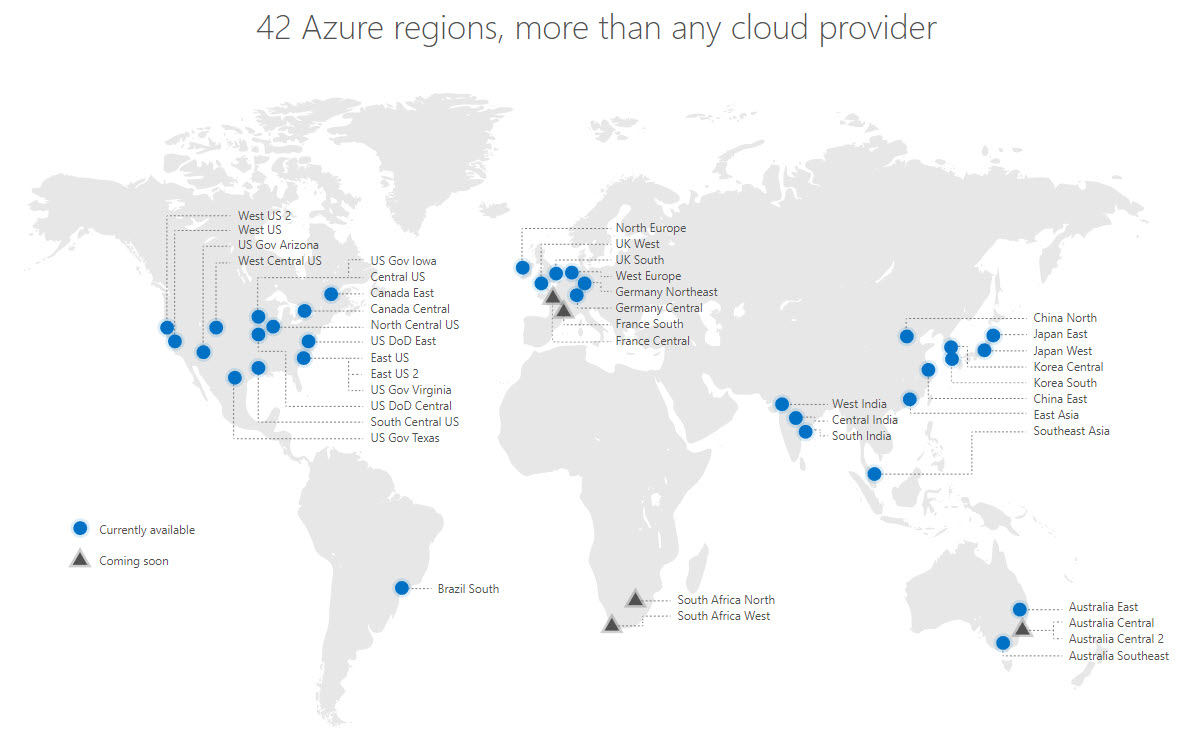 42 Azure regions, more than any cloud provider
West US 2
West US
US Gov Arizona
West Central US
US Gov Iowa
Central US
Canada East
Canada Central
North Central US
US DoD East
East US
East US 2
US Gov Virginia
US DoD Central
South Central US
US Gov Texas
North Europe
UK West
UK South
West Europe
Germany Northeast
Germany Central
France South
France Central
China North
Japan East
Japan West
Korea Central
Korea South
China East
East Asia
Southeast Asia
West India
Central India
South India
Currently available
Coming soon
Brazil South
South Africa North
South Africa West
Australia East
Australia Central
Australia Central 2
Australia Southeast